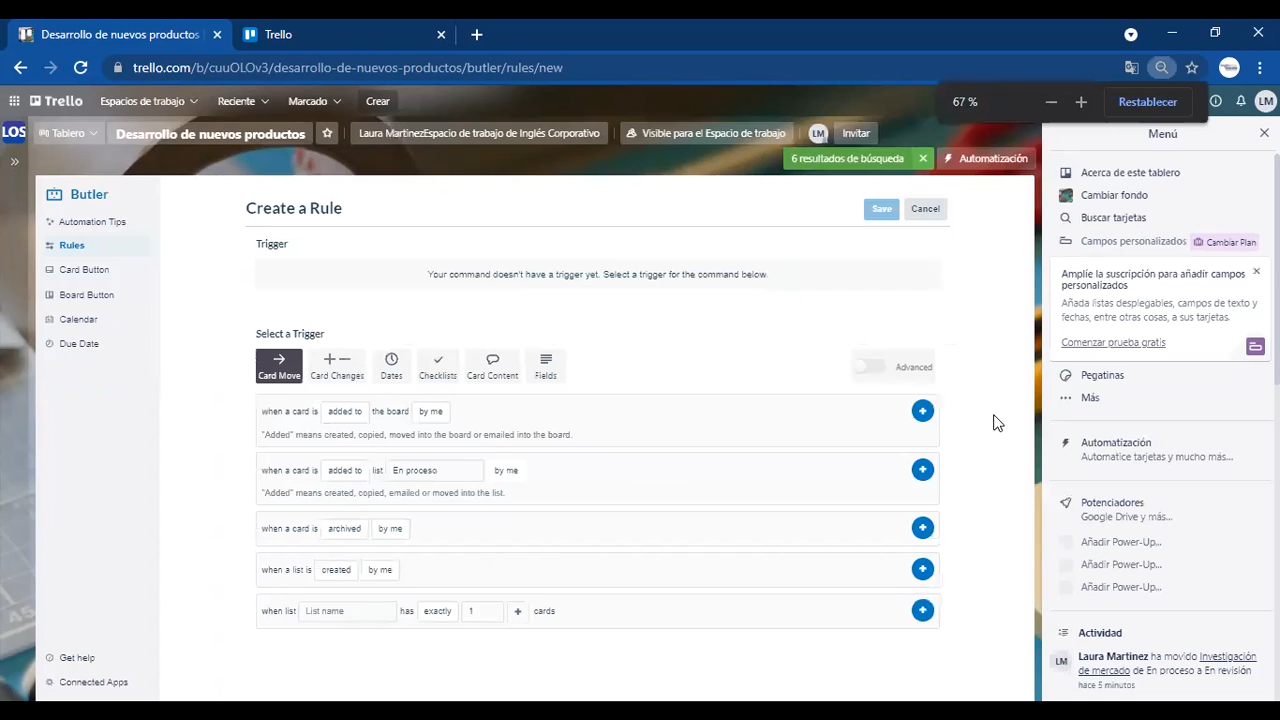 Desarrollo de nuevos productos
Trello
trello.com/b/cuuOLOv3/desarrollo-de-nuevos-productos/butler/rules/new
67 %
Restablecer
Trello
Espacios de trabajo
Reciente
Marcado
Crear
LM
LOS
Tablero
Desarrollo de nuevos productos
Laura MartinezEspacio de trabajo de Inglés Corporativo
Visible para el Espacio de trabajo
LM
Invitar
6 resultados de búsqueda
Automatización
Butler
Automation Tips
Rules
Card Button
Board Button
Calendar
Due Date
Get help
Connected Apps
Create a Rule
Save
Cancel
Trigger
Your command doesn't have a trigger yet. Select a trigger for the command below.
Select a Trigger
Card Move
Card Changes
Dates
Checklists
Card Content
Fields
Advanced
when a card is added to the board by me
"Added" means created, copied, moved into the board or emailed into the board.
when a card is added to list En proceso by me
"Added" means created, copied, emailed or moved into the list.
when a card is archived by me
when a list is created by me
when list List name has exactly 1 + cards
Menú
Acerca de este tablero
Cambiar fondo
Buscar tarjetas
Campos personalizados
Cambiar Plan
Amplíe la suscripción para añadir campos
personalizados
Añada listas desplegables, campos de texto y
fechas, entre otras cosas, a sus tarjetas.
Comenzar prueba gratis
Pegatinas
Más
Automatización
Automatice tarjetas y mucho más...
Potenciadores
Google Drive y más...
Añadir Power-Up...
Añadir Power-Up...
Añadir Power-Up...
Actividad
LM
Laura Martinez ha movido Investigación
de mercado de En proceso a En revisión
hace 5 minutos